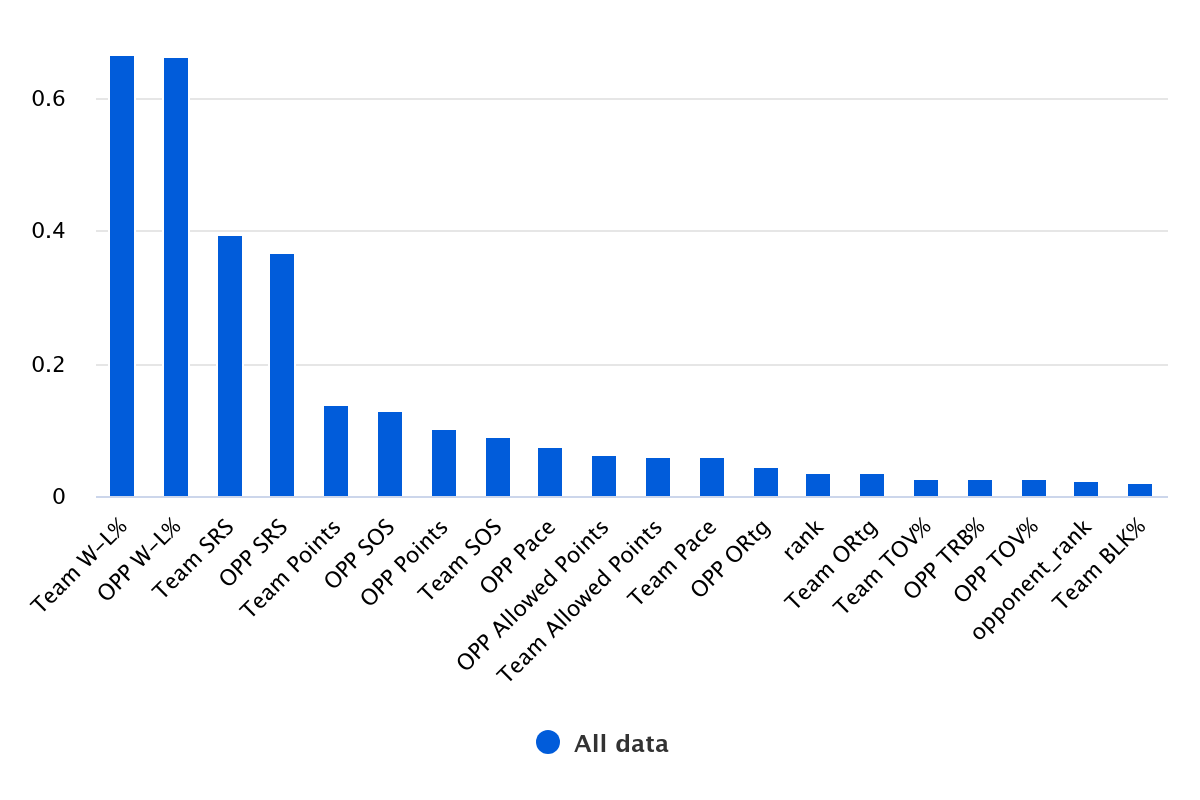 0.6
0.4
0.2
0
Team W-L%
OPP W-L%
Team SRS
OPP SRS
Team Points
OPP SOS
OPP Points
Team SOS
OPP Pace
OPP Allowed Points
Team Allowed Points
Team Pace
OPP ORtg
rank
Team ORtg
Team TOV%
OPP TRB%
OPP TOV%
opponent_rank
Team BLK%
All data